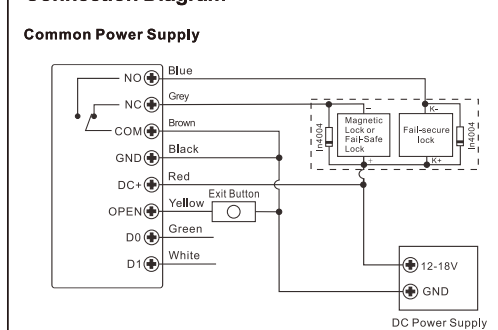 Connection Diagram
Common Power Supply
NO
Blue
NC
Grey
COM
Brown
GND
Black
DC+
Red
OPEN
Yellow
Exit Button
D0
Green
D1
White
In4004
−
Magnetic
Lock or
Fail-Safe
Lock
+
K-
Fail-secure
lock
K+
In4004
12-18V
GND
DC Power Supply